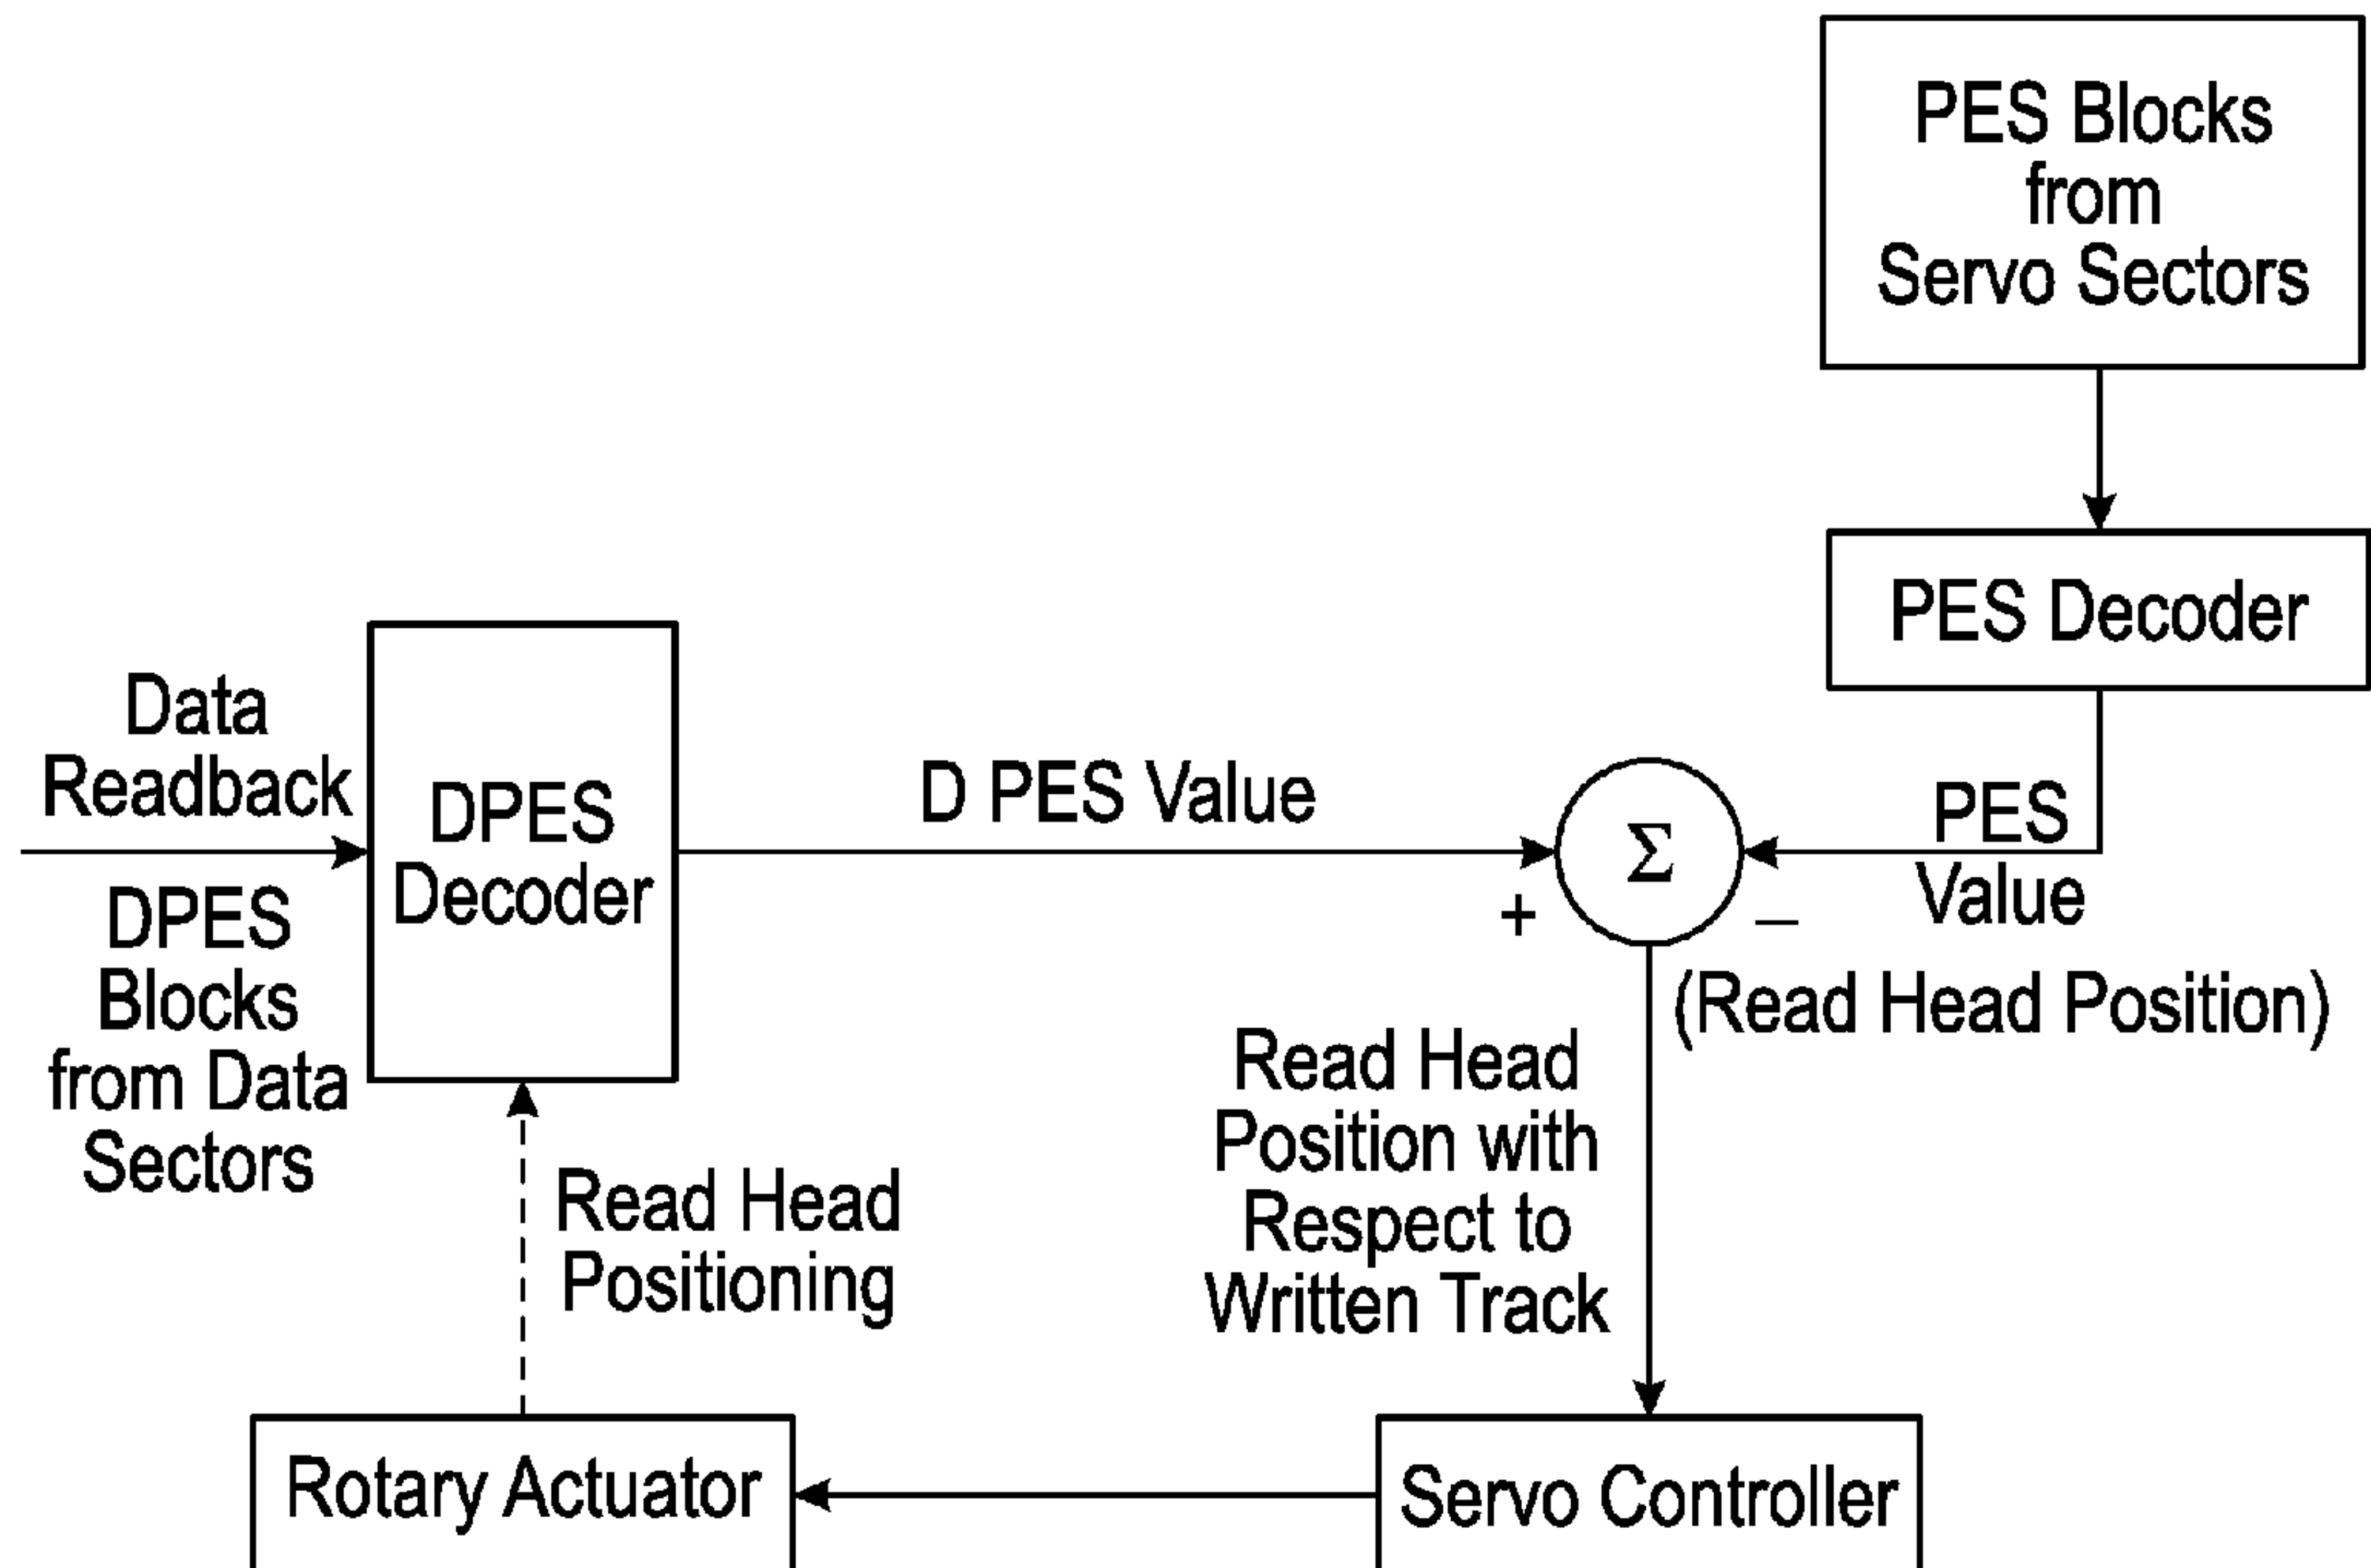 PES Blocks
from
Servo Sectors
PES Decoder
Data
Readback
DPES
Blocks
from Data
Sectors
DPES
Decoder
D PES Value
+
Σ
–
PES
Value
(Read Head Position)
Read Head
Position with
Respect to
Written Track
Read Head
Positioning
Rotary Actuator
Servo Controller